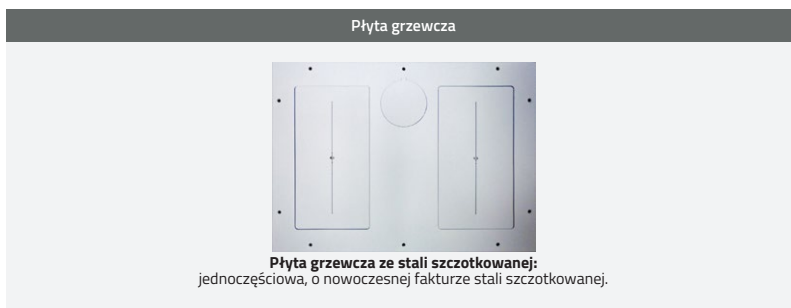 Płyta grzewcza
Płyta grzewcza ze stali szczotkowanej:
jednoczęściowa, o nowoczesnej fakturze stali szczotkowanej.